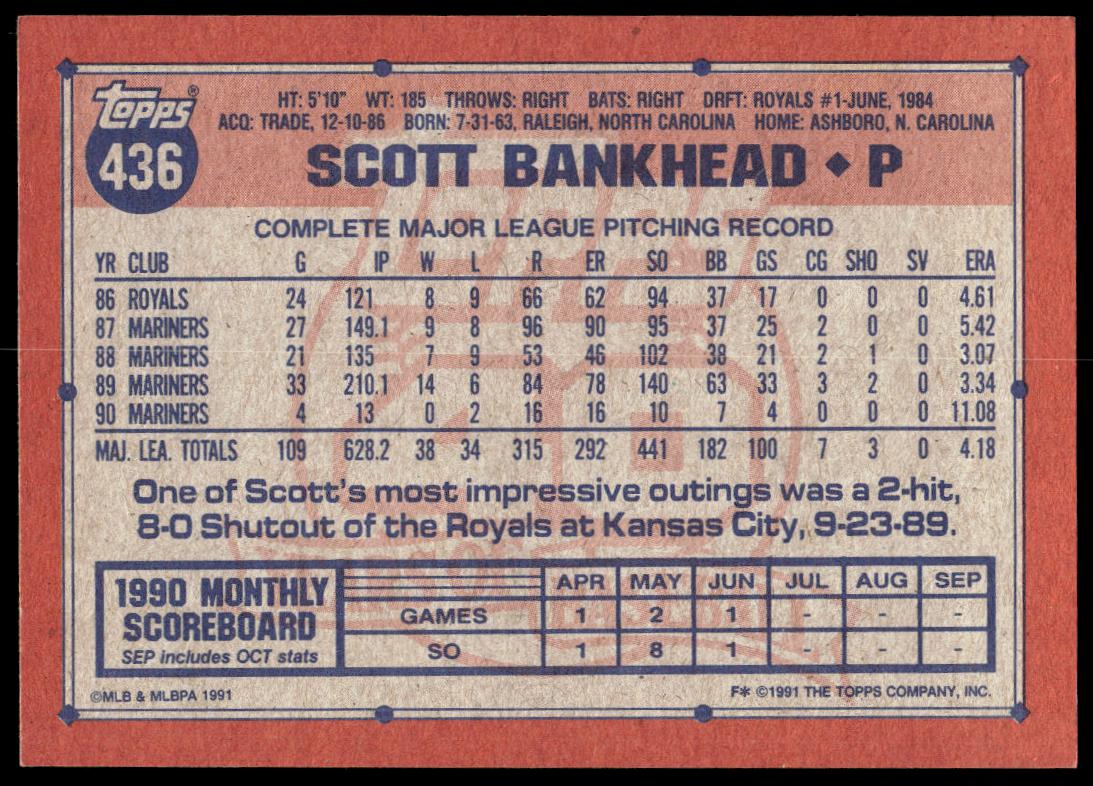 topps®
436
HT: 5'10" WT: 185 THROWS: RIGHT BATS: RIGHT DRFT: ROYALS #1-JUNE, 1984
ACQ: TRADE, 12-10-86 BORN: 7-31-63, RALEIGH, NORTH CAROLINA HOME: ASHBORO, N. CAROLINA
SCOTT BANKHEAD ◆ P
COMPLETE MAJOR LEAGUE PITCHING RECORD
YR CLUB G IP W L R ER SO BB GS CG SHO SV ERA
86 ROYALS 24 121 8 9 66 62 94 37 17 0 0 0 4.61
87 MARINERS 27 149.1 9 8 96 90 95 37 25 2 0 0 5.42
88 MARINERS 21 135 7 9 53 46 102 38 21 2 1 0 3.07
89 MARINERS 33 210.1 14 6 84 78 140 63 33 3 2 0 3.34
90 MARINERS 4 13 0 2 16 16 10 7 4 0 0 0 11.08
MAJ. LEA. TOTALS 109 628.2 38 34 315 292 441 182 100 7 3 0 4.18
One of Scott's most impressive outings was a 2-hit,
8-0 Shutout of the Royals at Kansas City, 9-23-89.
1990 MONTHLY
SCOREBOARD
SEP includes OCT stats
APR MAY JUN JUL AUG SEP
GAMES 1 2 1 - - -
SO 1 8 1 - - -
©MLB & MLBPA 1991
F* ©1991 THE TOPPS COMPANY, INC.